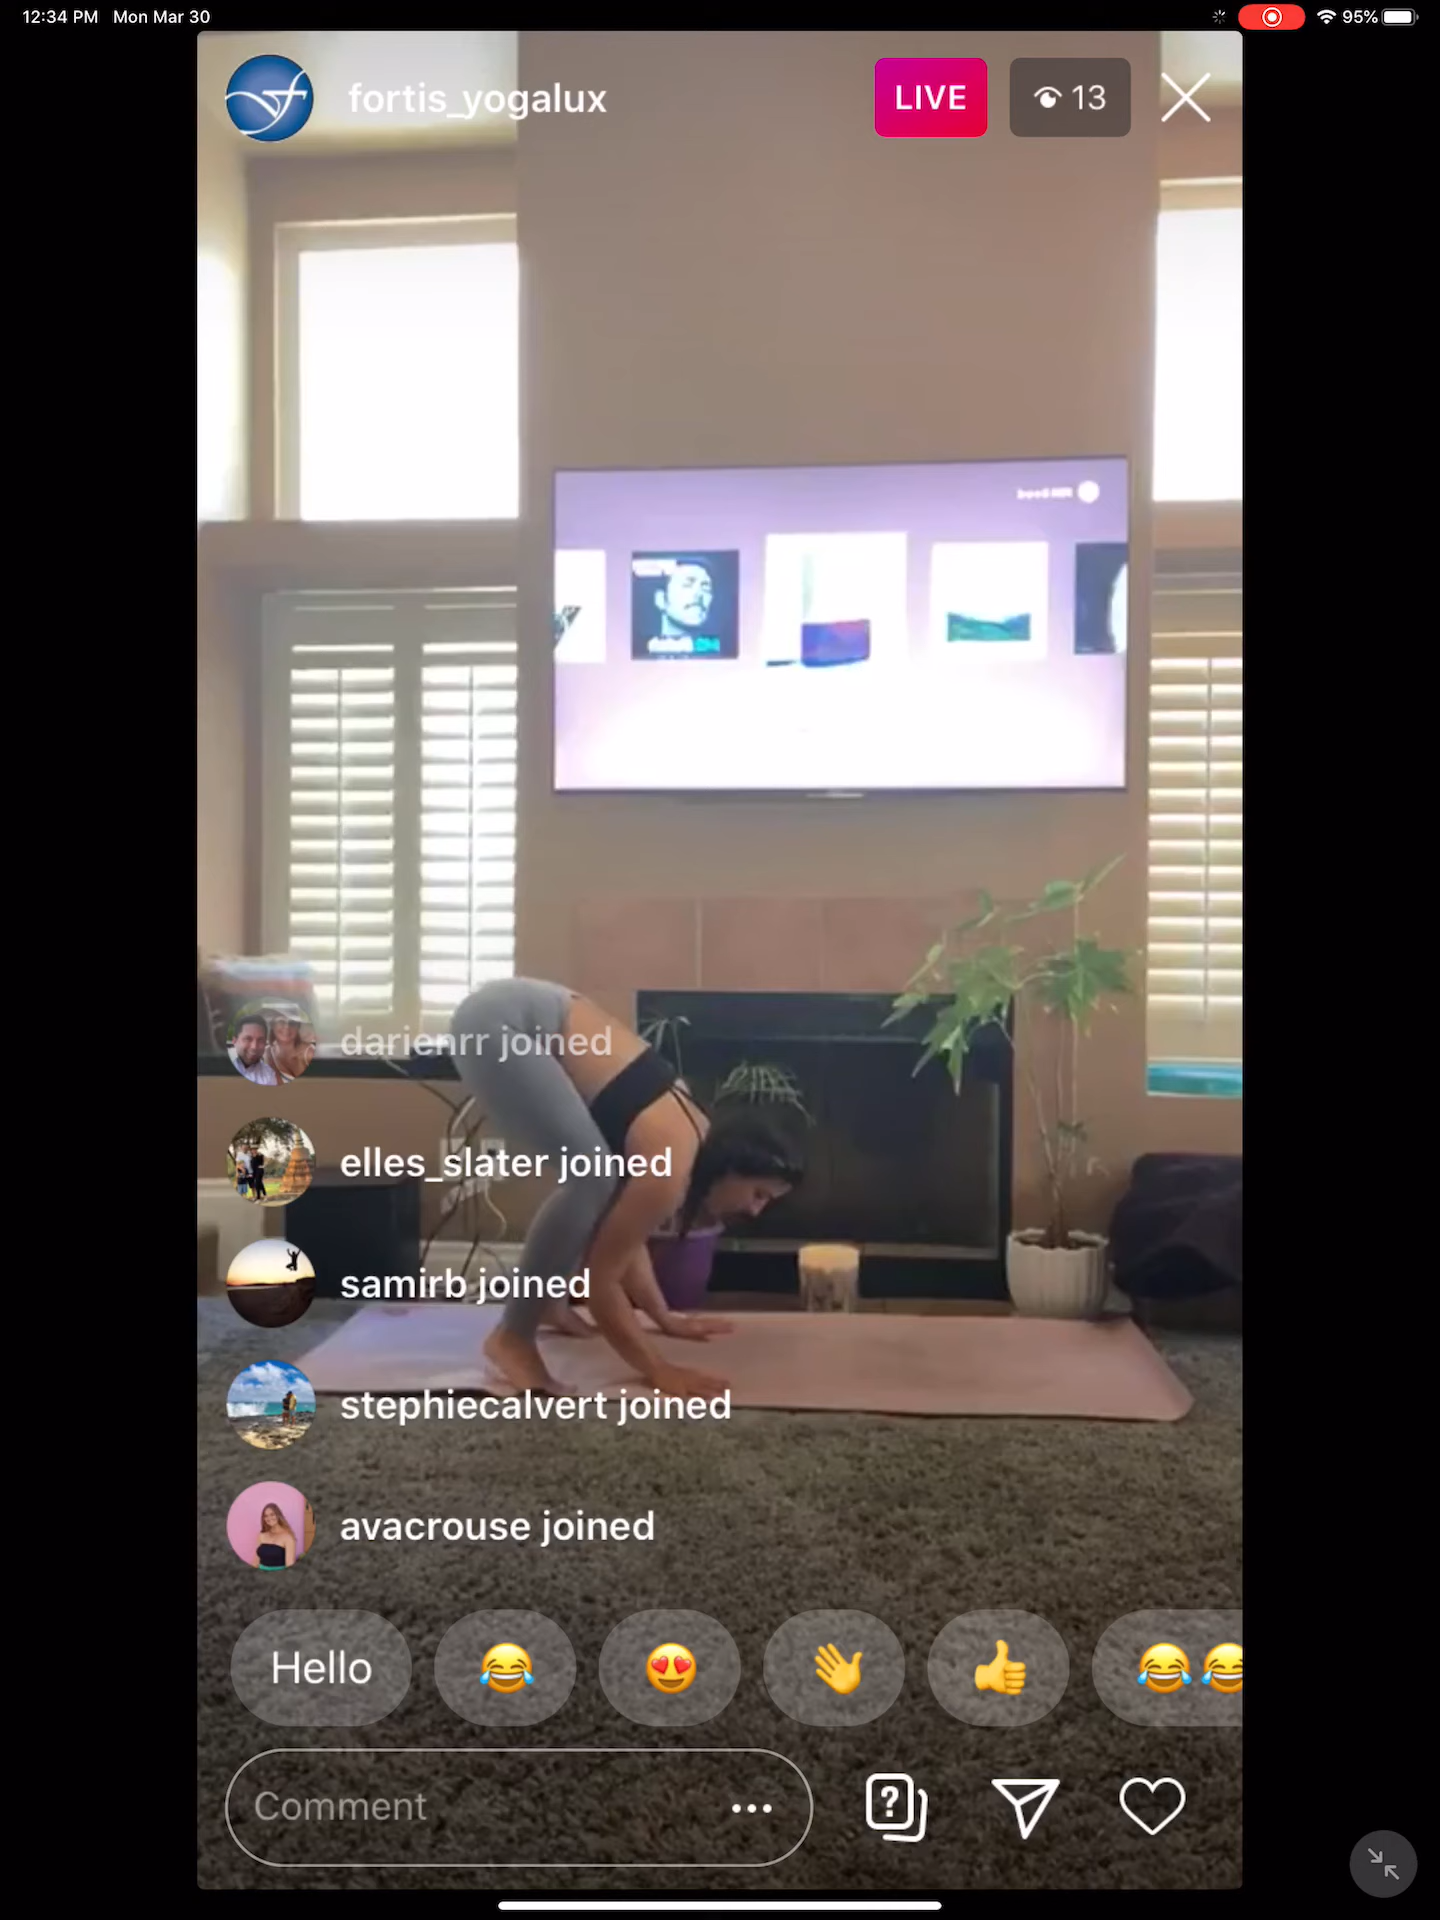 12:34 PM Mon Mar 30
95%
fortis_yogalux
LIVE
13
darienrr joined
elles_slater joined
samirb joined
stephiecalvert joined
avacrouse joined
Hello
Comment